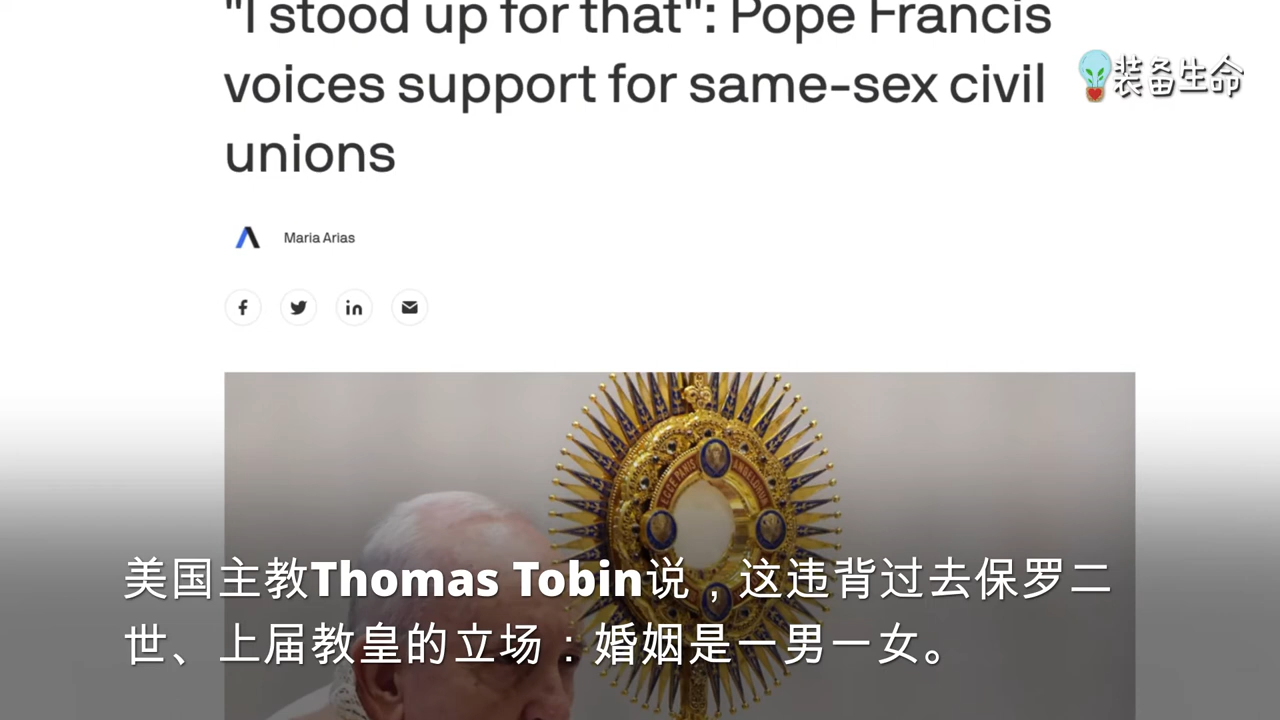 "I stood up for that": Pope Francis
voices support for same-sex civil
unions
装备生命
Maria Arias
ECCE PANIS ANGELORUM
美国主教Thomas Tobin说，这违背过去保罗二
世、上届教皇的立场：婚姻是一男一女。